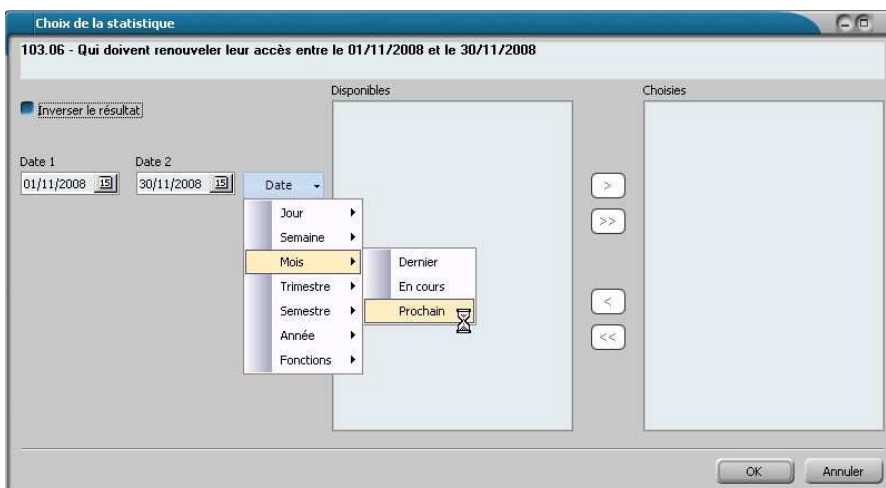 Choix de la statistique
103.06 - Qui doivent renouveler leur accès entre le 01/11/2008 et le 30/11/2008
Disponibles
Choisies
Inverser le résultat
Date 1
Date 2
01/11/2008 15
30/11/2008 15
Date
>
>>
Jour
Semaine
Mois
Dernier
Trimestre
En cours
Semestre
Prochain
<
Année
<<
Fonctions
OK
Annuler